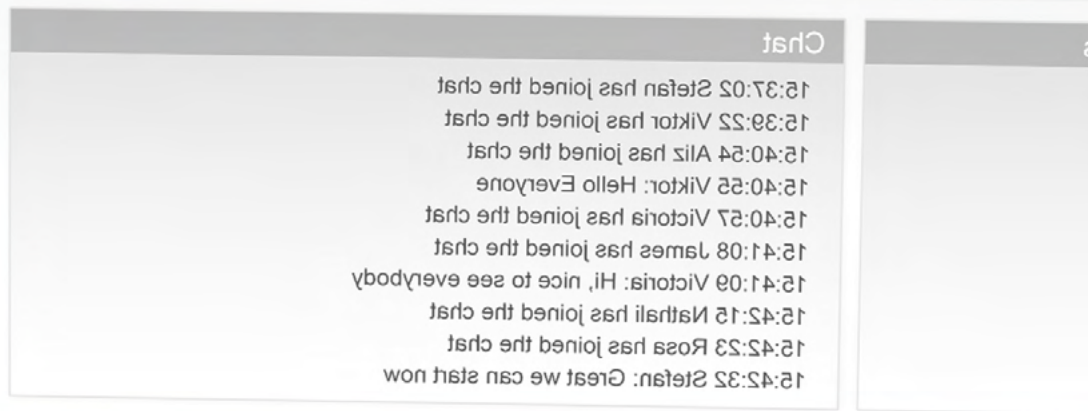 Chat
15:37:02 Stefan has joined the chat
15:39:22 Viktor has joined the chat
15:40:54 Aliz has joined the chat
15:40:55 Viktor: Hello Everyone
15:40:57 Victoria has joined the chat
15:41:08 James has joined the chat
15:41:09 Victoria: Hi, nice to see everybody
15:42:15 Nathali has joined the chat
15:42:23 Rosa has joined the chat
15:42:32 Stefan: Great we can start now
s